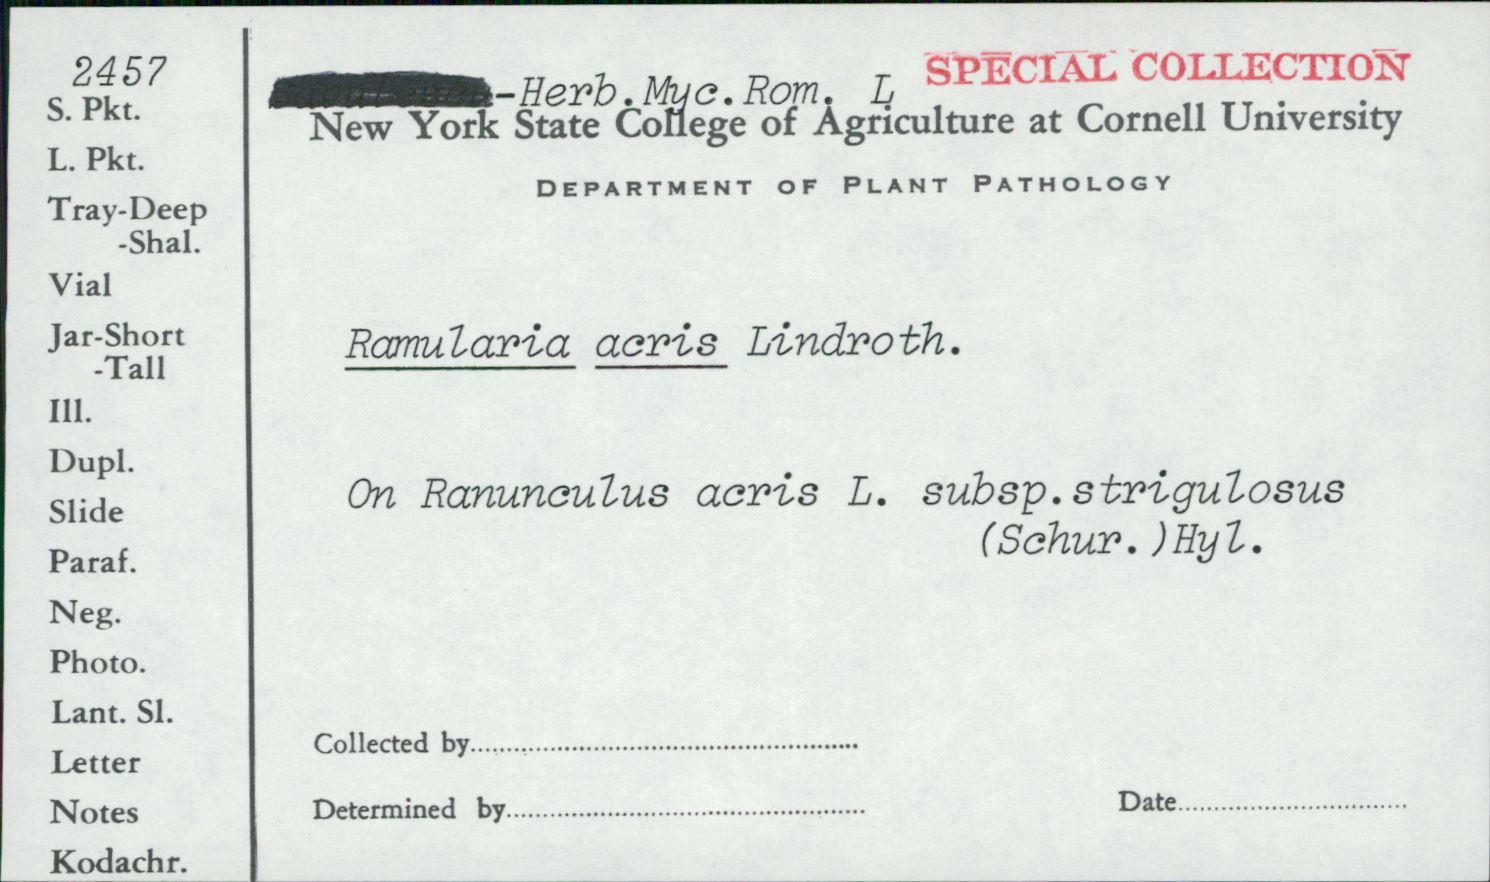 2457
S. Pkt.
L. Pkt.
Tray-Deep
-Shal.
Vial
Jar-Short
-Tall
Ill.
Dupl.
Slide
Paraf.
Neg.
Photo.
Lant. Sl.
Letter
Notes
Kodachr.
SPECIAL COLLECTION
-Herb.Myc.Rom. L
New York State College of Agriculture at Cornell University
DEPARTMENT OF PLANT PATHOLOGY
Ramularia acris Lindroth.
On Ranunculus acris L. subsp.strigulosus
(Schur.)Hyl.
Collected by
Determined by
Date